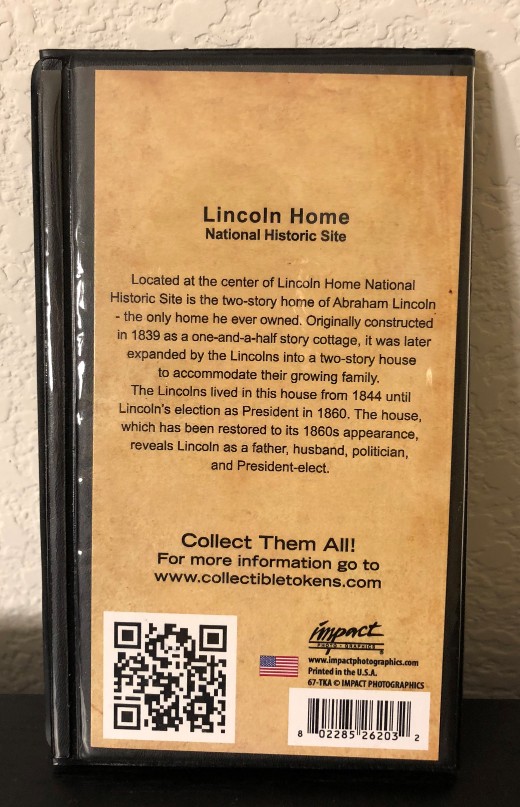 Lincoln Home
National Historic Site
Located at the center of Lincoln Home National
Historic Site is the two-story home of Abraham Lincoln
- the only home he ever owned. Originally constructed
in 1839 as a one-and-a-half story cottage, it was later
expanded by the Lincolns into a two-story house
to accommodate their growing family.
The Lincolns lived in this house from 1844 until
Lincoln's election as President in 1860. The house,
which has been restored to its 1860s appearance,
reveals Lincoln as a father, husband, politician,
and President-elect.
Collect Them All!
For more information go to
www.collectibletokens.com
impact
PHOTO·GRAPHICS
www.impactphotographics.com
Printed in the U.S.A.
67-TKA © IMPACT PHOTOGRAPHICS
8 02285 26203 2